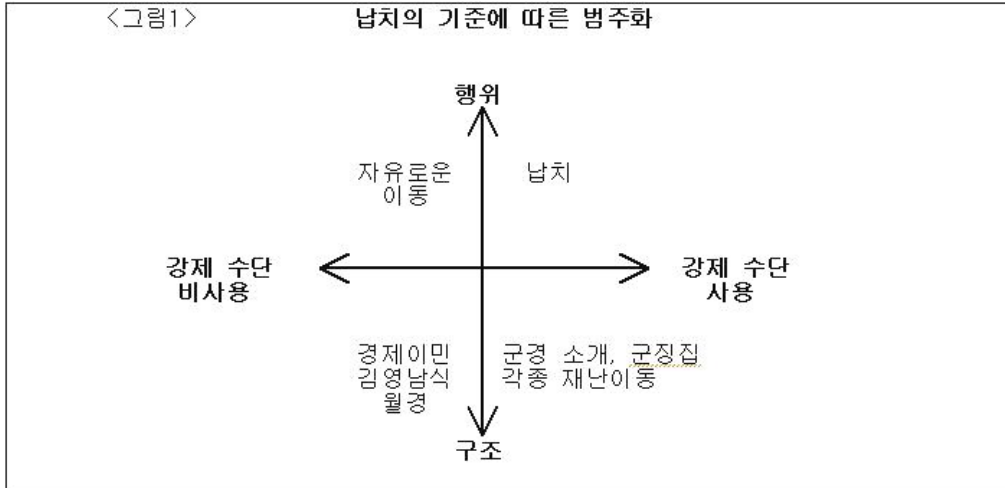 <그림1> 납치의 기준에 따른 범주화
행위
자유로운 이동
납치
강제 수단
비사용
강제 수단
사용
경제이민
김영남식
월경
군경 소개, 군징집
각종 재난이동
구조